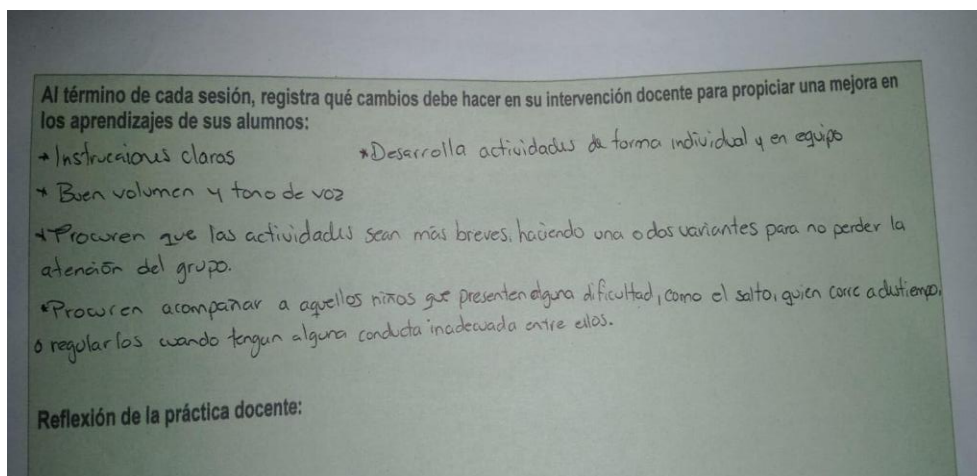 Al término de cada sesión, registra qué cambios debe hacer en su intervención docente para propiciar una mejora en
los aprendizajes de sus alumnos:
* Instrucciones claras *Desarrolla actividades de forma individual y en equipo
* Buen volumen y tono de voz
*Procuren que las actividades sean más breves, haciendo una o dos variantes para no perder la
atención del grupo.
*Procuren acompañar a aquellos niños que presenten alguna dificultad, como el salto, quien corre a
o regularlos cuando tengan alguna conducta inadecuada entre ellos.
Reflexión de la práctica docente: